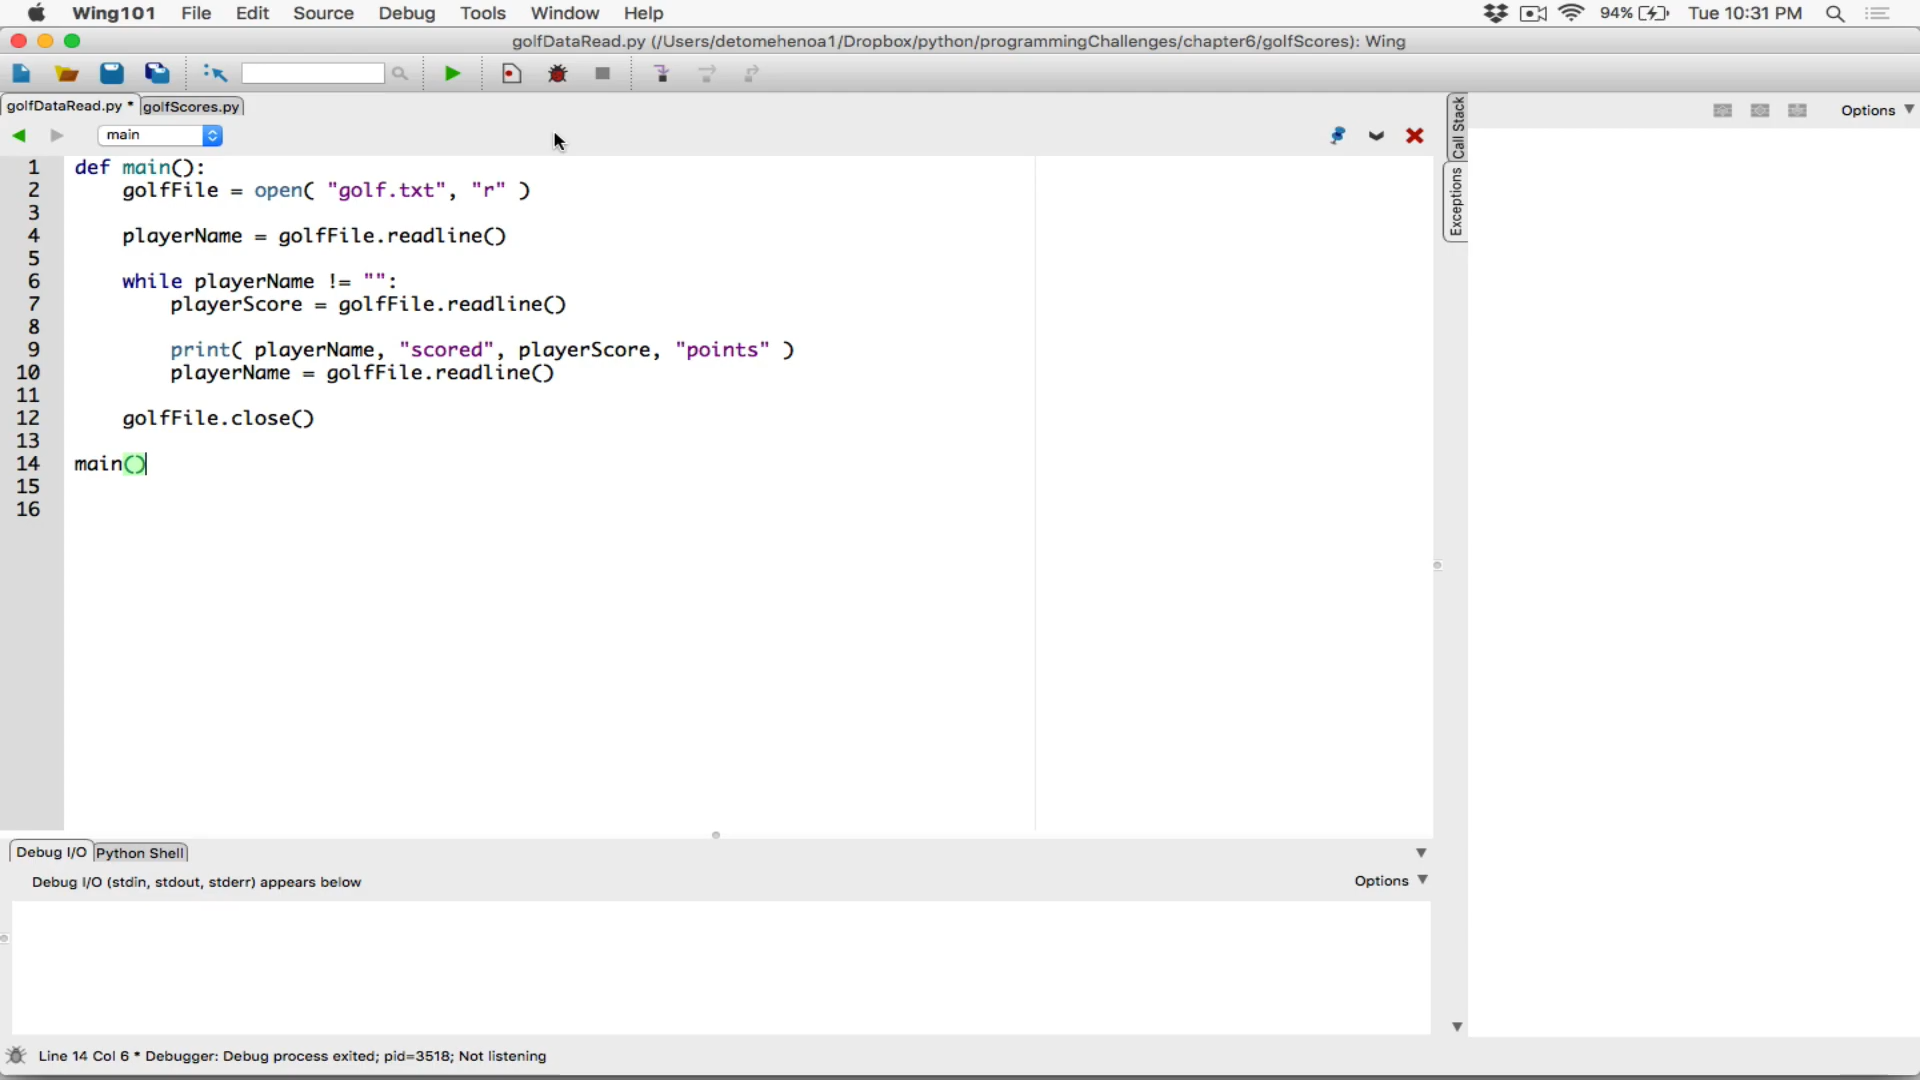 Wing101 File Edit Source Debug Tools Window Help 94% Tue 10:31 PM
golfDataRead.py (/Users/detomehenoa1/Dropbox/python/programmingChallenges/chapter6/golfScores): Wing
golfDataRead.py * golfScores.py
Options
main
Call Stack
Exceptions
1 def main():
2 golfFile = open( "golf.txt", "r" )
3
4 playerName = golfFile.readline()
5
6 while playerName != "":
7 playerScore = golfFile.readline()
8
9 print( playerName, "scored", playerScore, "points" )
10 playerName = golfFile.readline()
11
12 golfFile.close()
13
14 main()
15
16
Debug I/O Python Shell
Debug I/O (stdin, stdout, stderr) appears below Options
Line 14 Col 6 * Debugger: Debug process exited; pid=3518; Not listening